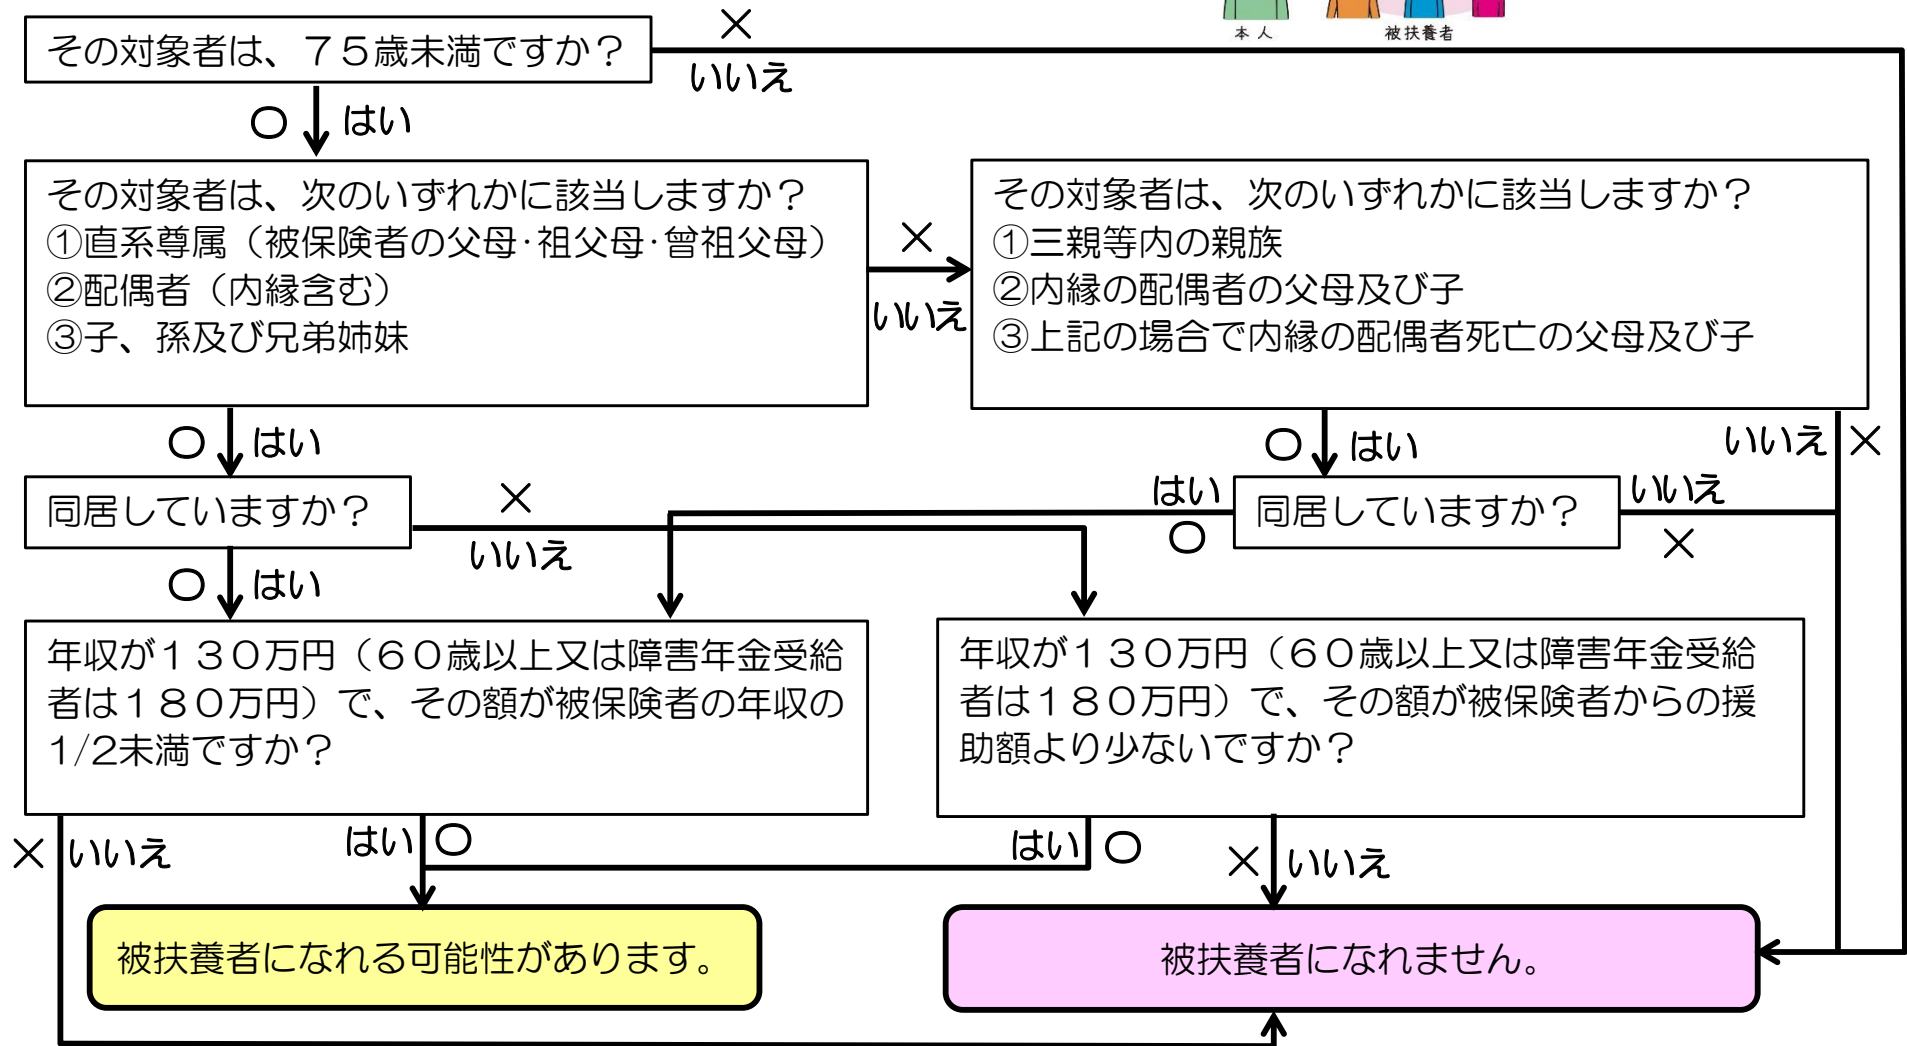 本人
被扶養者
その対象者は、７５歳未満ですか？
×
いいえ
○ はい
その対象者は、次のいずれかに該当しますか？
①直系尊属（被保険者の父母･祖父母･曾祖父母）
②配偶者（内縁含む）
③子、孫及び兄弟姉妹
×
いいえ
その対象者は、次のいずれかに該当しますか？
①三親等内の親族
②内縁の配偶者の父母及び子
③上記の場合で内縁の配偶者死亡の父母及び子
○ はい
○ はい
いいえ ×
同居していますか？
×
いいえ
はい
○
同居していますか？
いいえ
×
○ はい
年収が１３０万円（６０歳以上又は障害年金受給
者は１８０万円）で、その額が被保険者の年収の
1/2未満ですか？
年収が１３０万円（６０歳以上又は障害年金受給
者は１８０万円）で、その額が被保険者からの援
助額より少ないですか？
× いいえ
はい ○
はい ○
× いいえ
被扶養者になれる可能性があります。
被扶養者になれません。